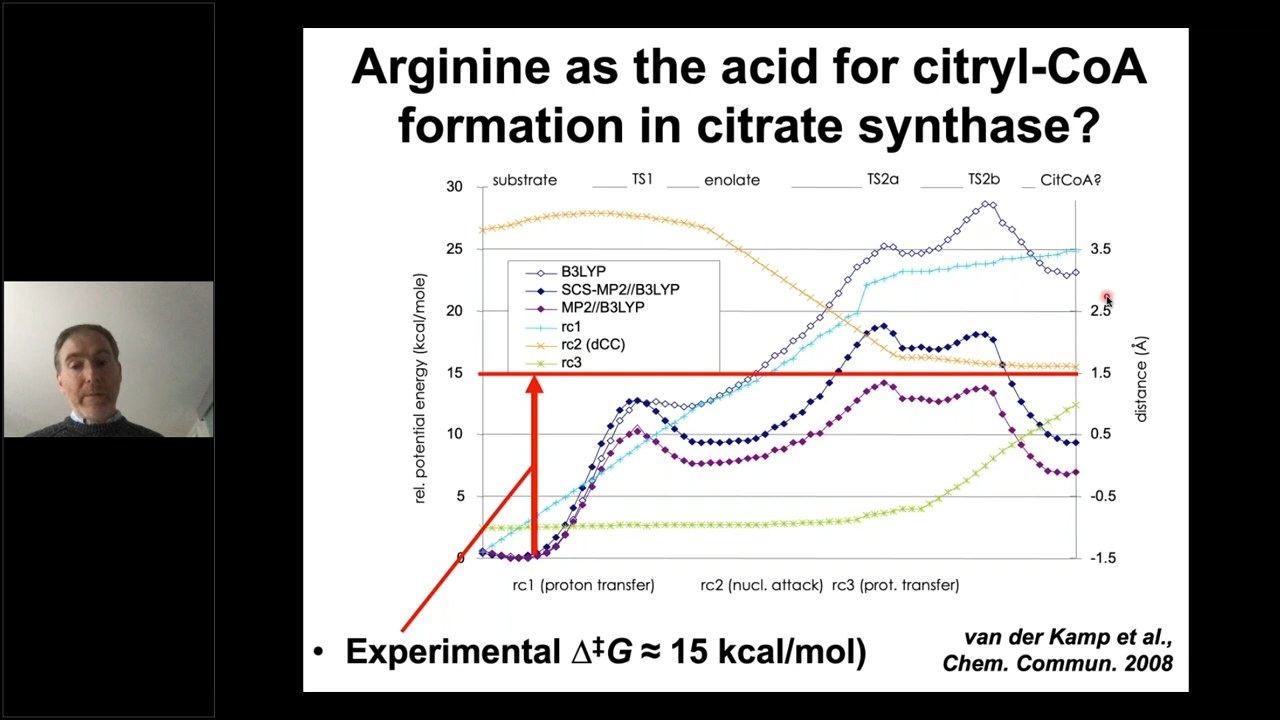 Arginine as the acid for citryl-CoA
formation in citrate synthase?
substrate TS1 enolate TS2a TS2b CitCoA?
30
25
20
15
10
5
0
rel. potential energy (kcal/mole)
B3LYP
SCS-MP2//B3LYP
MP2//B3LYP
rc1
rc2 (dCC)
rc3
3.5
2.5
1.5
0.5
-0.5
-1.5
distance (Å)
rc1 (proton transfer) rc2 (nucl. attack) rc3 (prot. transfer)
• Experimental Δ‡G ≈ 15 kcal/mol)
van der Kamp et al.,
Chem. Commun. 2008